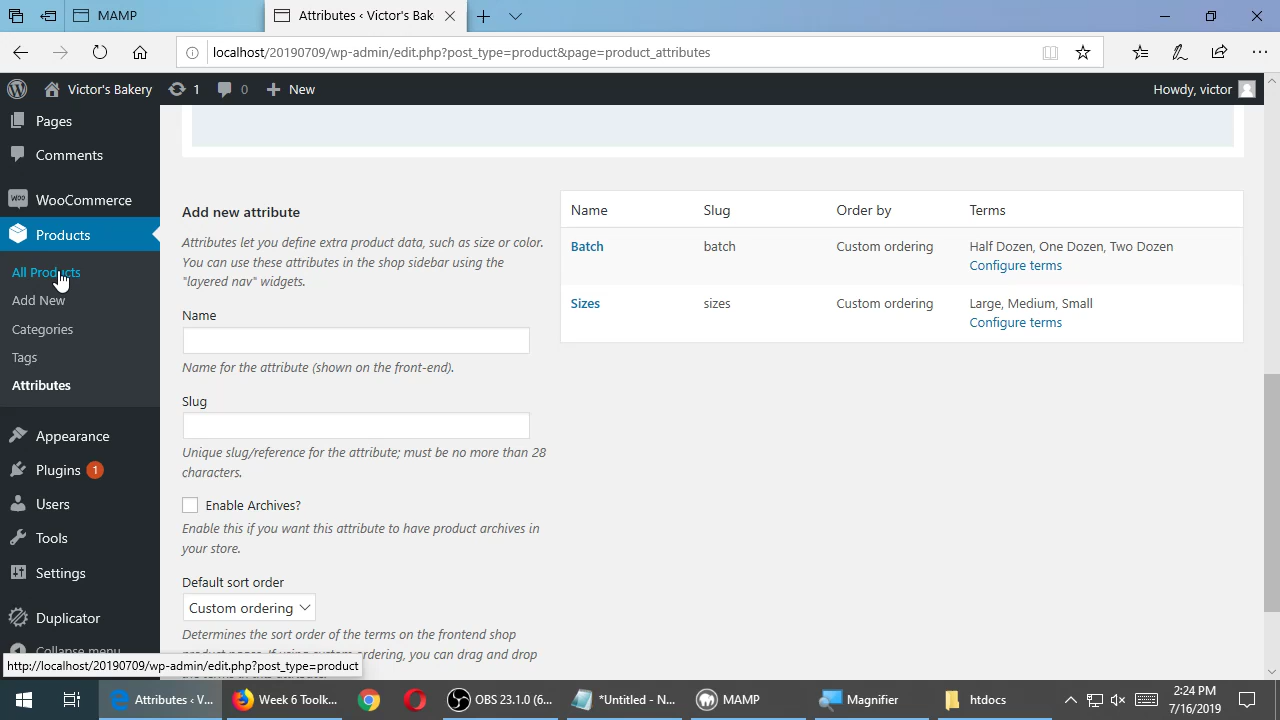 MAMP
Attributes ‹ Victor's Bak
localhost/20190709/wp-admin/edit.php?post_type=product&page=product_attributes
Victor's Bakery
1
0
New
Howdy, victor
Pages
Comments
WooCommerce
Products
All Products
Add New
Categories
Tags
Attributes
Appearance
Plugins 1
Users
Tools
Settings
Duplicator
Collapse menu
http://localhost/20190709/wp-admin/edit.php?post_type=product
Add new attribute
Attributes let you define extra product data, such as size or color.
You can use these attributes in the shop sidebar using the
"layered nav" widgets.
Name
Name for the attribute (shown on the front-end).
Slug
Unique slug/reference for the attribute; must be no more than 28
characters.
Enable Archives?
Enable this if you want this attribute to have product archives in
your store.
Default sort order
Custom ordering
Determines the sort order of the terms on the frontend shop
ordering, you can drag and drop
Name Slug Order by Terms
Batch batch Custom ordering Half Dozen, One Dozen, Two Dozen
Configure terms
Sizes sizes Custom ordering Large, Medium, Small
Configure terms
Attributes ‹ V...
Week 6 Toolk...
OBS 23.1.0 (6...
*Untitled - N...
MAMP
Magnifier
htdocs
2:24 PM
7/16/2019